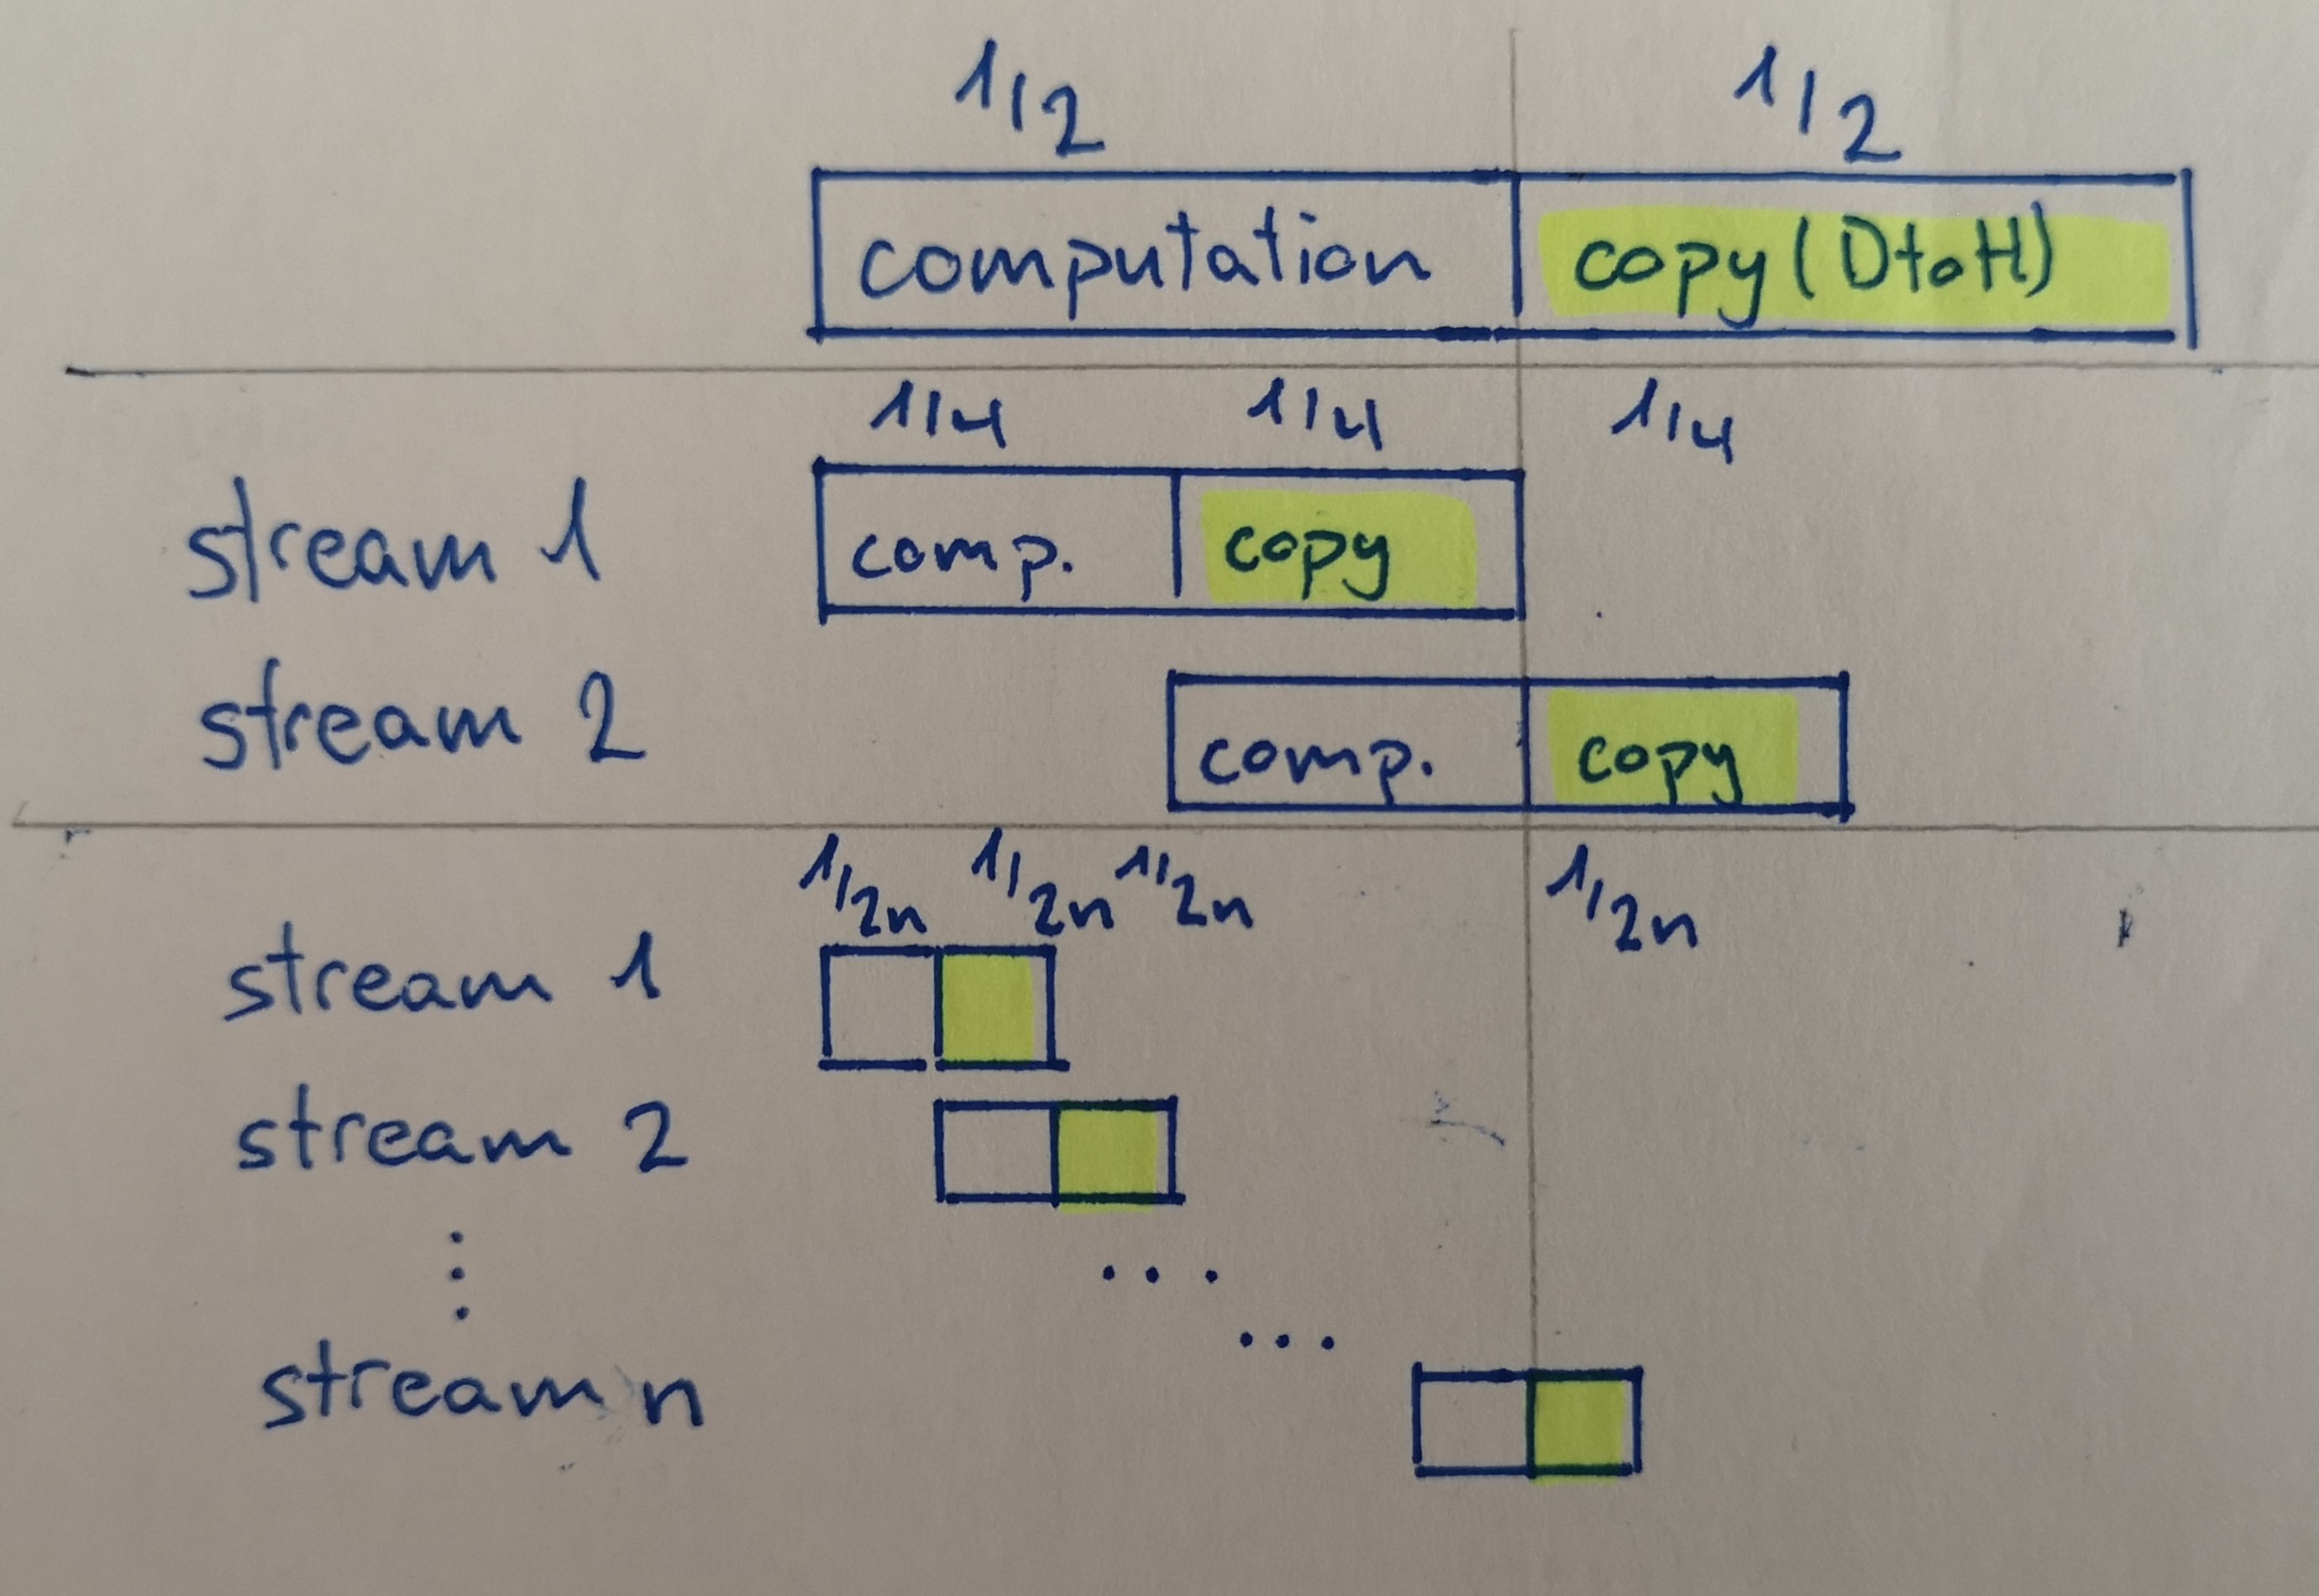 1/2 1/2
computation copy (DtoH)
1/4 1/4 1/4
stream 1 comp. copy
stream 2 comp. copy
1/2n 1/2n 1/2n 1/2n
stream 1
stream 2
⋮
...
...
stream n